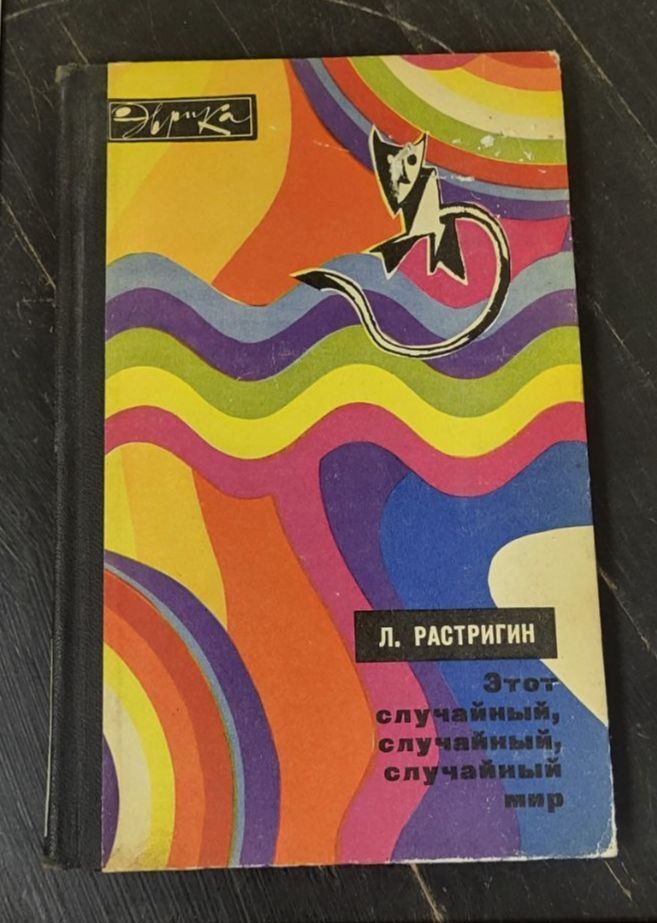 Эврика
Л. РАСТРИГИН
Этот
случайный,
случайный,
случайный
мир